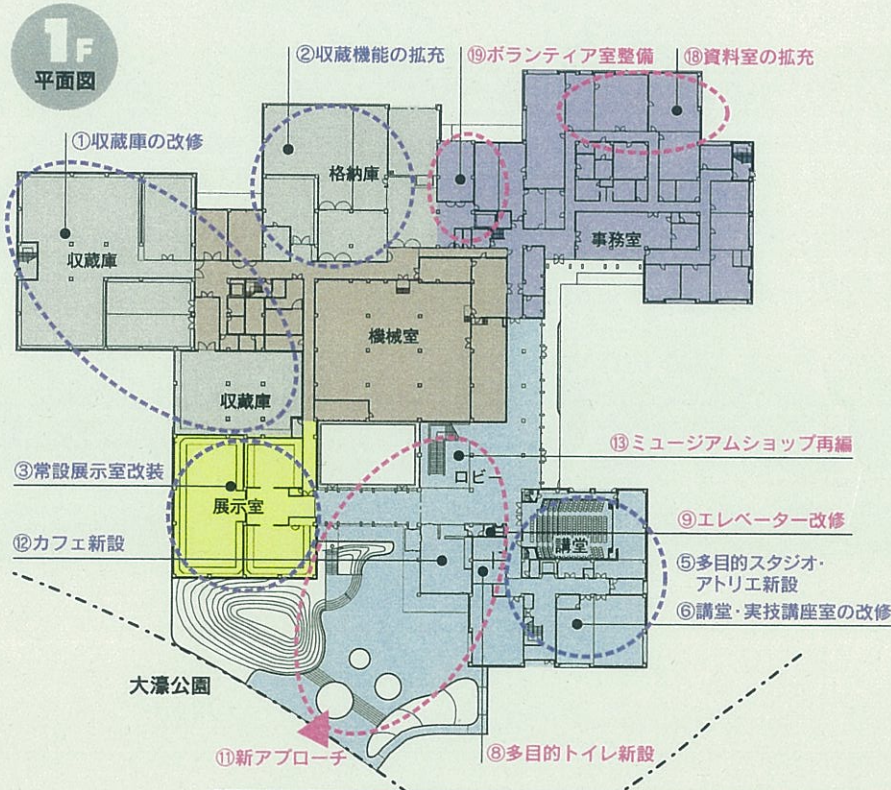 1F
平面図
②収蔵機能の拡充
⑲ボランティア室整備
⑱資料室の拡充
①収蔵庫の改修
格納庫
収蔵庫
事務室
機械室
収蔵庫
⑬ミュージアムショップ再編
③常設展示室改装
ロビー
展示室
⑨エレベーター改修
⑫カフェ新設
講堂
⑤多目的スタジオ・
アトリエ新設
⑥講堂・実技講座室の改修
大濠公園
⑪新アプローチ
⑧多目的トイレ新設